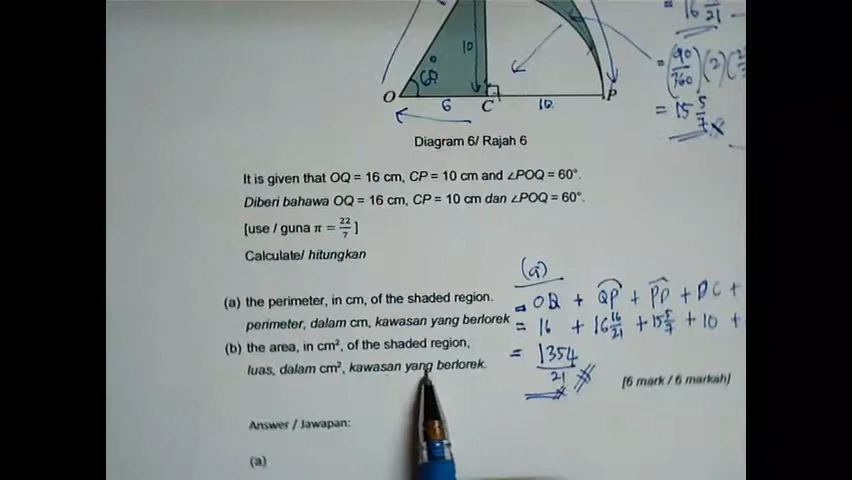 = 16 16/21
10
60°
O 6 C 10 P
= (90/360)(2)(
= 15 5/7
Diagram 6/ Rajah 6
It is given that OQ = 16 cm, CP = 10 cm and ∠POQ = 60°.
Diberi bahawa OQ = 16 cm, CP = 10 cm dan ∠POQ = 60°.
[use / guna π = 22/7 ]
Calculate/ hitungkan
(a)
(a) the perimeter, in cm, of the shaded region.
= OQ + QP + PD + DC +
perimeter, dalam cm, kawasan yang berlorek
= 16 + 16 16/21 + 15 5/7 + 10 +
(b) the area, in cm², of the shaded region,
= 1354/21
luas, dalam cm², kawasan yang berlorek.
[6 mark / 6 markah]
Answer / Jawapan:
(a)